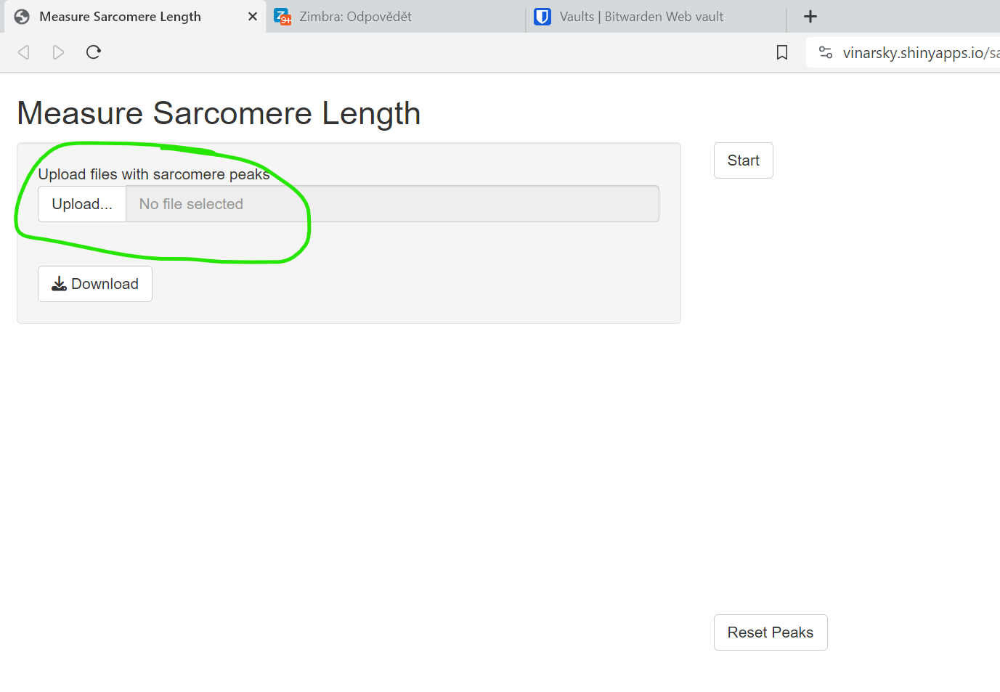 Measure Sarcomere Length
Zimbra: Odpovědět
Vaults | Bitwarden Web vault
vinarsky.shinyapps.io/sa
Measure Sarcomere Length
Upload files with sarcomere peaks
Upload...
No file selected
Start
Download
Reset Peaks